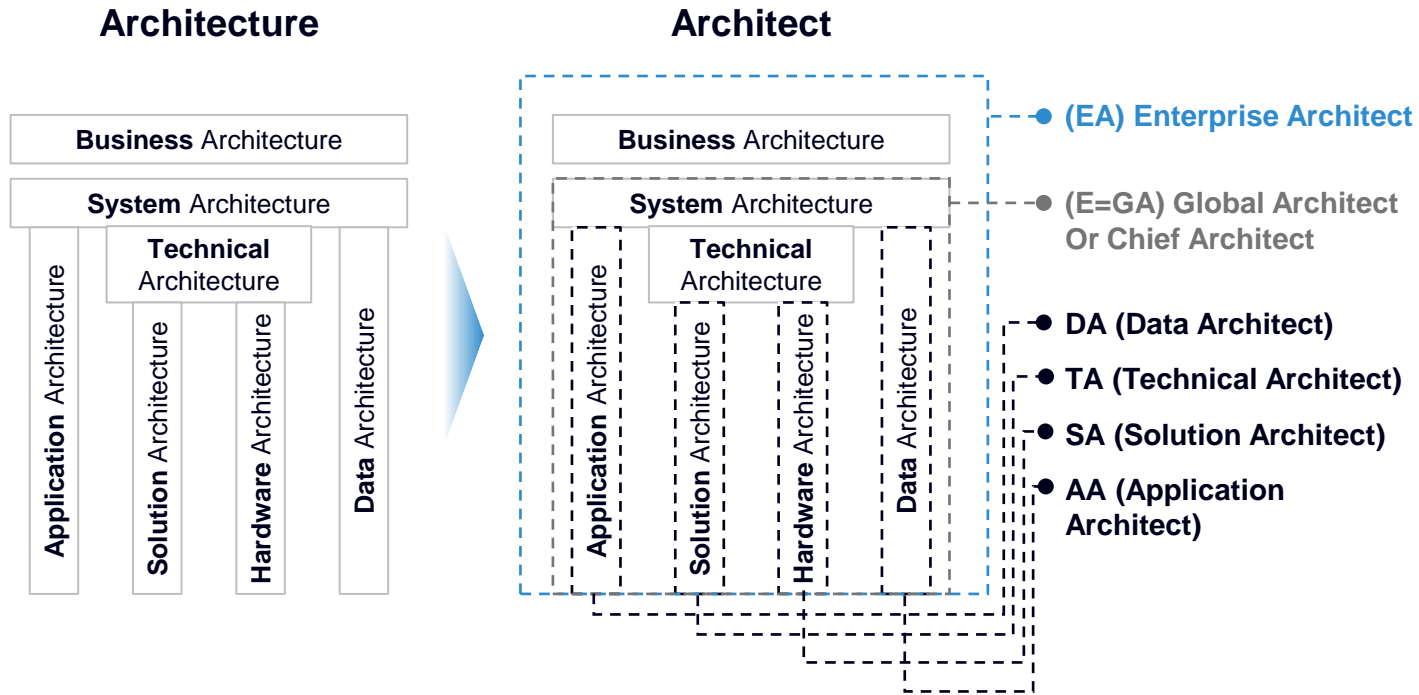 Architecture
Business Architecture
System Architecture
Technical
Architecture
Application Architecture
Solution Architecture
Hardware Architecture
Data Architecture
Architect
Business Architecture
System Architecture
Technical
Architecture
Application Architecture
Solution Architecture
Hardware Architecture
Data Architecture
(EA) Enterprise Architect
(E=GA) Global Architect
Or Chief Architect
DA (Data Architect)
TA (Technical Architect)
SA (Solution Architect)
AA (Application
Architect)